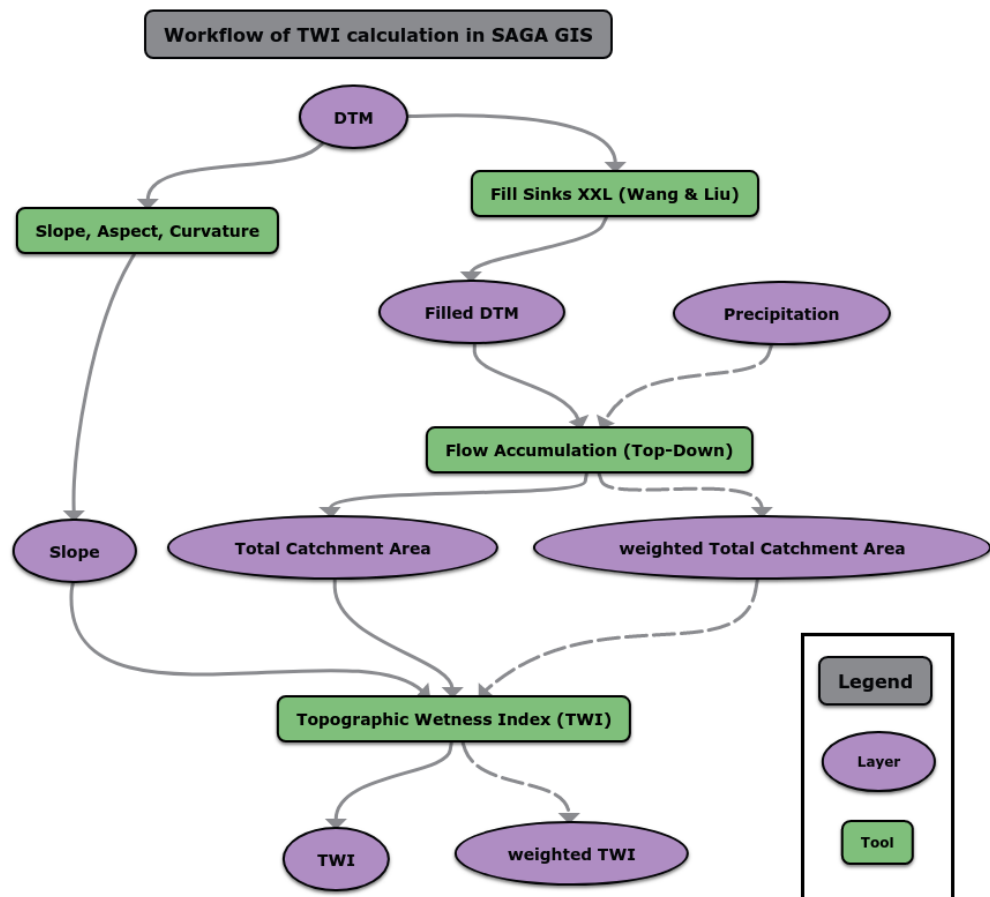 Workflow of TWI calculation in SAGA GIS
DTM
Fill Sinks XXL (Wang & Liu)
Slope, Aspect, Curvature
Filled DTM
Precipitation
Flow Accumulation (Top-Down)
Slope
Total Catchment Area
weighted Total Catchment Area
Legend
Topographic Wetness Index (TWI)
Layer
Tool
TWI
weighted TWI